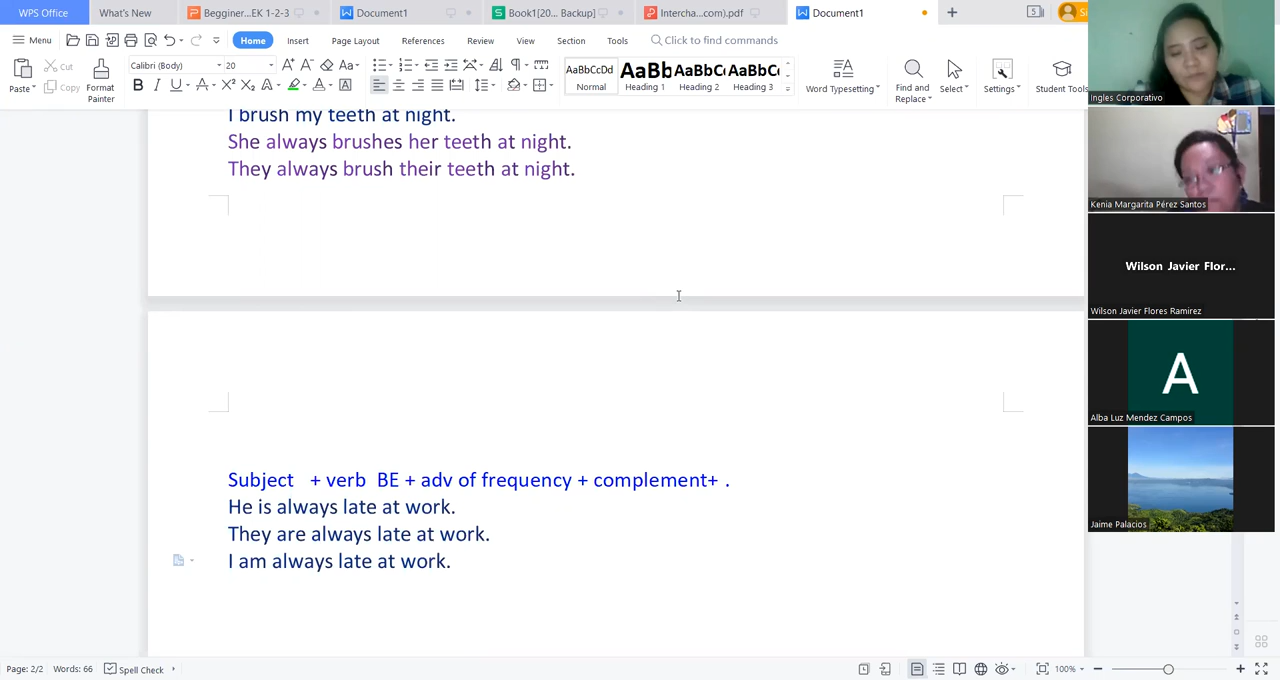 WPS Office What's New Begginer...EK 1-2-3 Document1 Book1[20... Backup] Intercha...com).pdf Document1
Menu Home Insert Page Layout References Review View Section Tools Click to find commands
Calibri (Body) 20
Paste Cut Copy Format Painter
AaBbCcDd Normal Heading 1 Heading 2 Heading 3
Word Typesetting Find and Replace Select Settings Student Tools
I brush my teeth at night.
She always brushes her teeth at night.
They always brush their teeth at night.
Subject + verb BE + adv of frequency + complement+ .
He is always late at work.
They are always late at work.
I am always late at work.
Page: 2/2 Words: 66 Spell Check 100%
Ingles Corporativo
Kenia Margarita Pérez Santos
Wilson Javier Flor...
Wilson Javier Flores Ramirez
A
Alba Luz Mendez Campos
Jaime Palacios